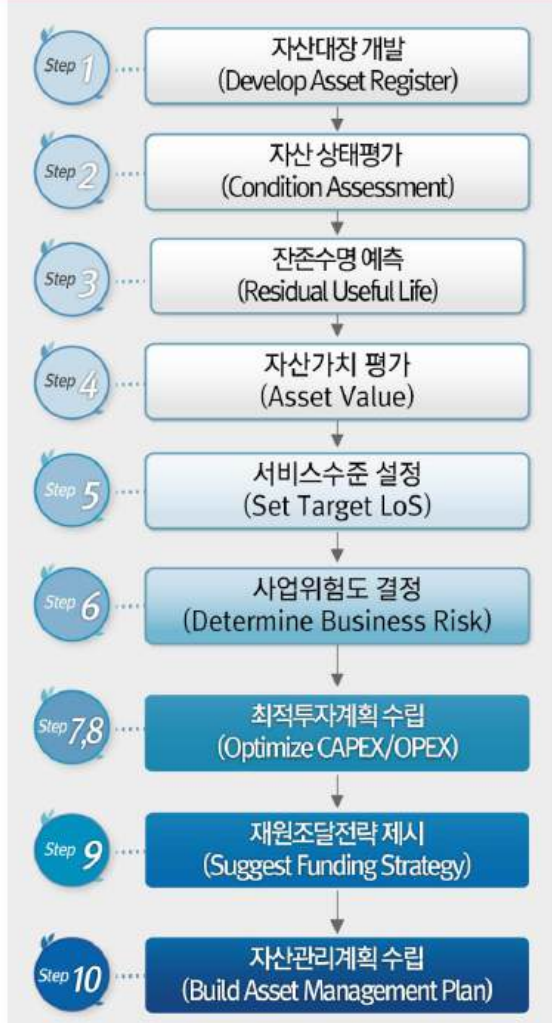 Step 1
자산대장 개발
(Develop Asset Register)
Step 2
자산 상태평가
(Condition Assessment)
Step 3
잔존수명 예측
(Residual Useful Life)
Step 4
자산가치 평가
(Asset Value)
Step 5
서비스수준 설정
(Set Target LoS)
Step 6
사업위험도 결정
(Determine Business Risk)
Step 7,8
최적투자계획 수립
(Optimize CAPEX/OPEX)
Step 9
재원조달전략 제시
(Suggest Funding Strategy)
Step 10
자산관리계획 수립
(Build Asset Management Plan)